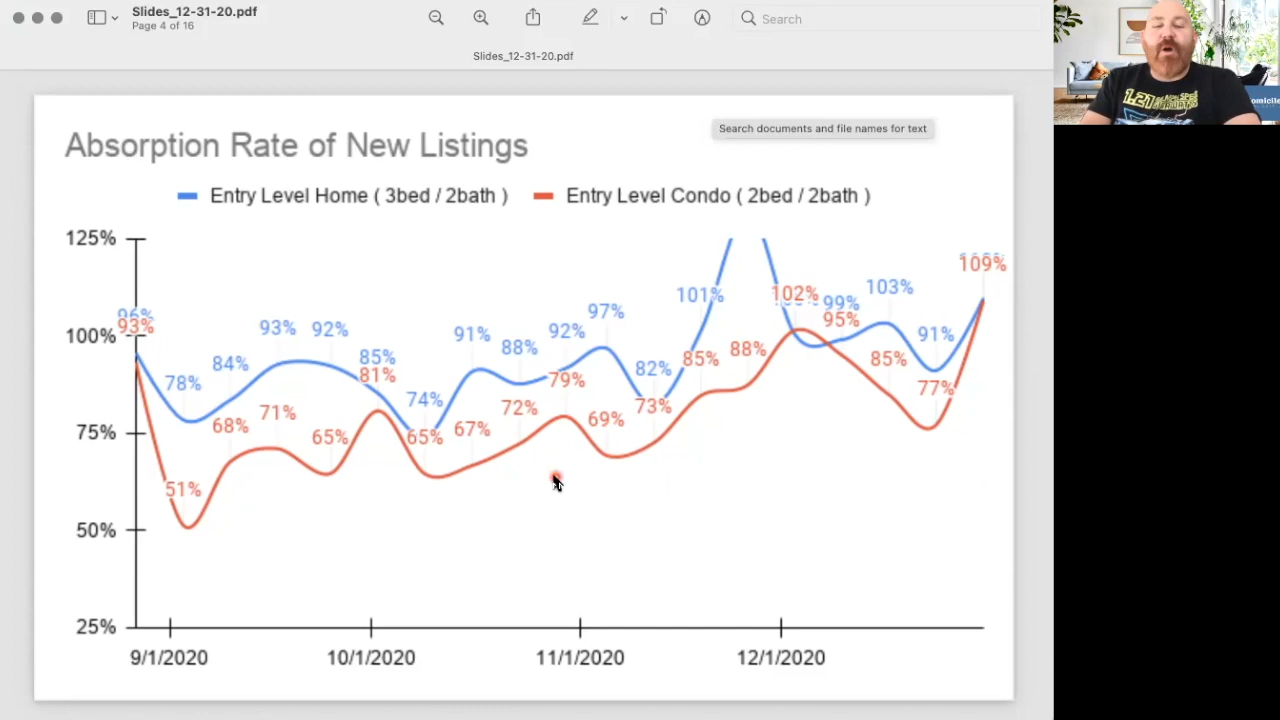 Slides_12-31-20.pdf
Page 4 of 16
Search
Slides_12-31-20.pdf
Search documents and file names for text
Absorption Rate of New Listings
Entry Level Home ( 3bed / 2bath ) Entry Level Condo ( 2bed / 2bath )
125%
100%
75%
50%
25%
96% 78% 84% 93% 92% 85% 74% 91% 88% 92% 97% 82% 101% 99% 103% 91%
93% 51% 68% 71% 65% 81% 65% 67% 72% 79% 69% 73% 85% 88% 102% 95% 85% 77% 109%
9/1/2020 10/1/2020 11/1/2020 12/1/2020
1.21
omicile